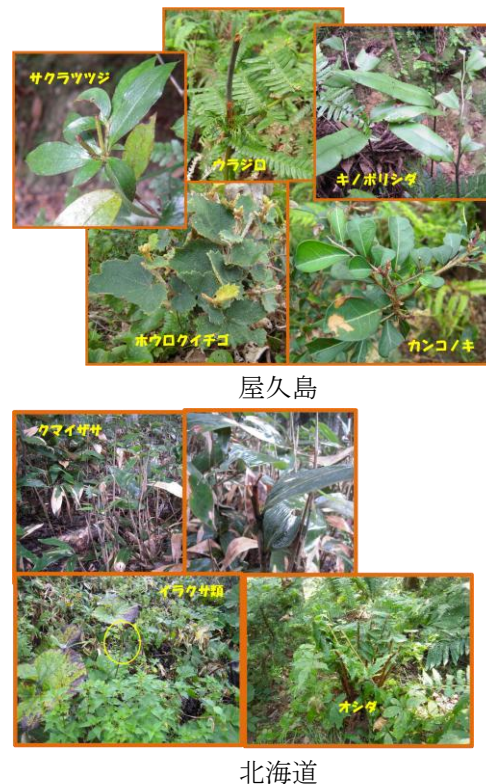 サクラツツジ
ウラジロ
キノボリシダ
ホウロクイチゴ
カンコノキ
屋久島
クマイザサ
イラクサ類
オシダ
北海道